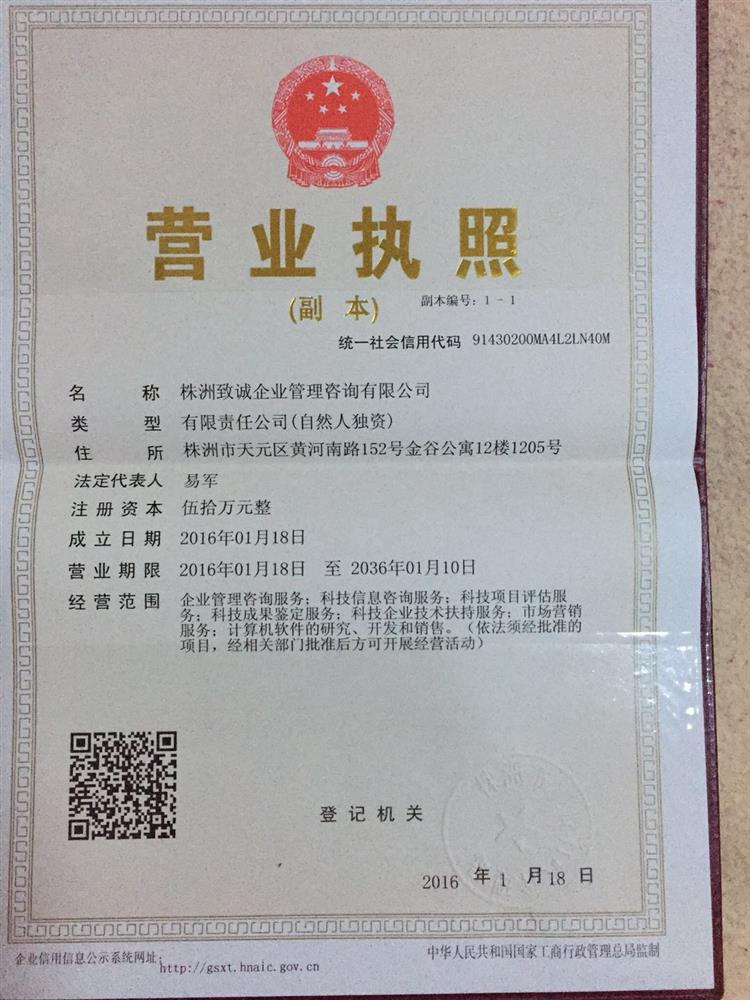 营业执照
(副本)
副本编号：1－1
统一社会信用代码 91430200MA4L2LN40M
名称 株洲致诚企业管理咨询有限公司
类型 有限责任公司(自然人独资)
住所 株洲市天元区黄河南路152号金谷公寓12楼1205号
法定代表人 易军
注册资本 伍拾万元整
成立日期 2016年01月18日
营业期限 2016年01月18日 至 2036年01月10日
经营范围 企业管理咨询服务；科技信息咨询服务；科技项目评估服
务；科技成果鉴定服务；科技企业技术扶持服务；市场营销
服务；计算机软件的研究、开发和销售。（依法须经批准的
项目，经相关部门批准后方可开展经营活动）
登记机关
2016 年 1 月 18 日
企业信用信息公示系统网址：http://gsxt.hnaic.gov.cn
中华人民共和国国家工商行政管理总局监制